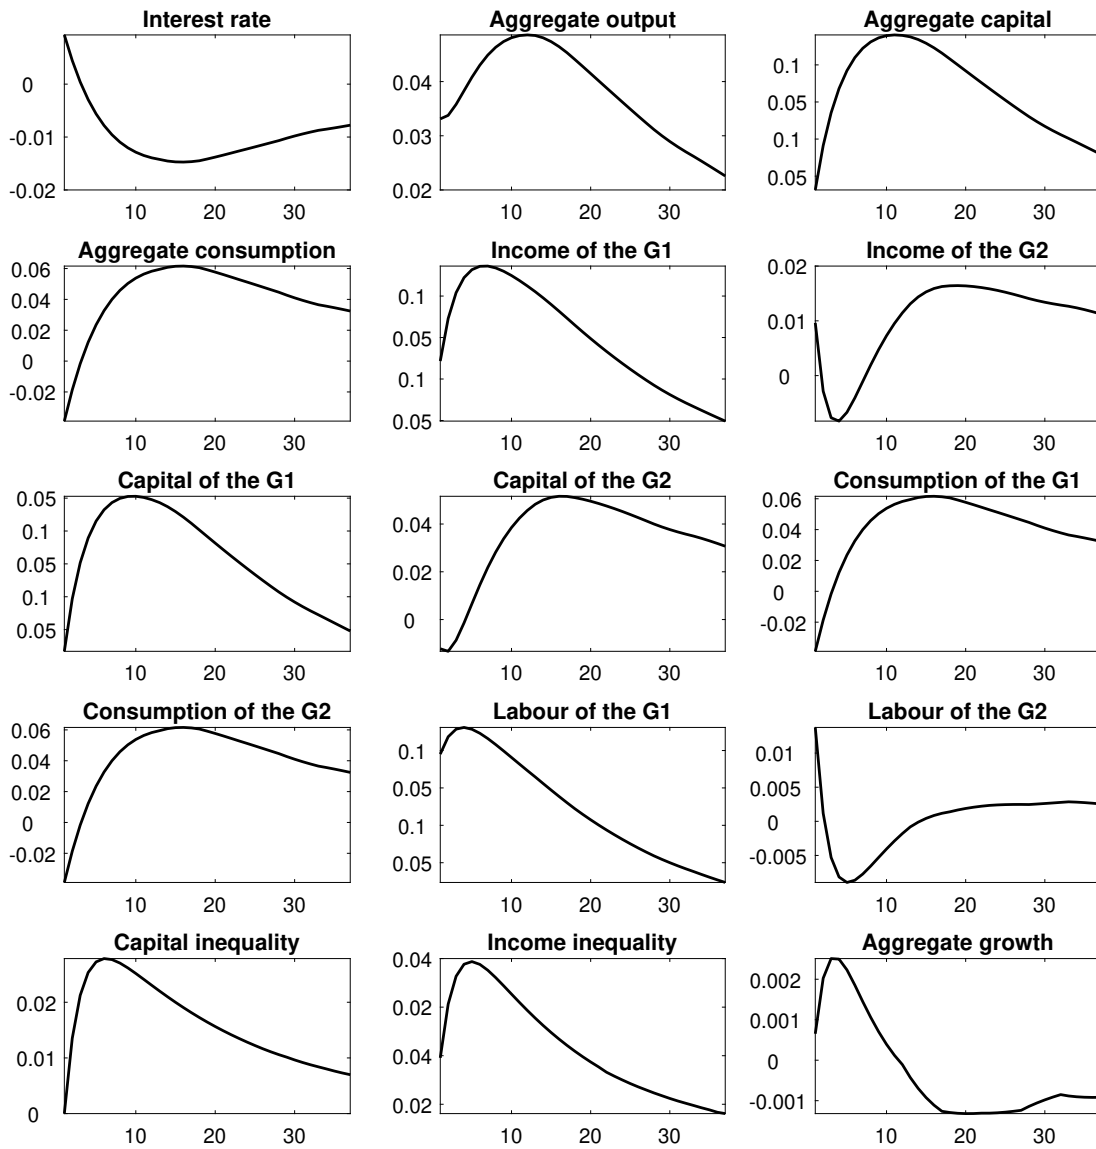 Interest rate Aggregate output Aggregate capital
0 -0.01 -0.02 0.04 0.03 0.02 0.1 0.05 0.1 0.05
10 20 30 10 20 30 10 20 30
Aggregate consumption Income of the G1 Income of the G2
0.06 0.04 0.02 0 -0.02 0.1 0.05 0.1 0.05 0.02 0.01 0
10 20 30 10 20 30 10 20 30
Capital of the G1 Capital of the G2 Consumption of the G1
0.05 0.1 0.05 0.1 0.05 0.04 0.02 0 0.06 0.04 0.02 0 -0.02
10 20 30 10 20 30 10 20 30
Consumption of the G2 Labour of the G1 Labour of the G2
0.06 0.04 0.02 0 -0.02 0.1 0.05 0.1 0.05 0.01 0.005 0 -0.005
10 20 30 10 20 30 10 20 30
Capital inequality Income inequality Aggregate growth
0.02 0.01 0 0.04 0.02 0.04 0.02 0.002 0.001 0 -0.001
10 20 30 10 20 30 10 20 30